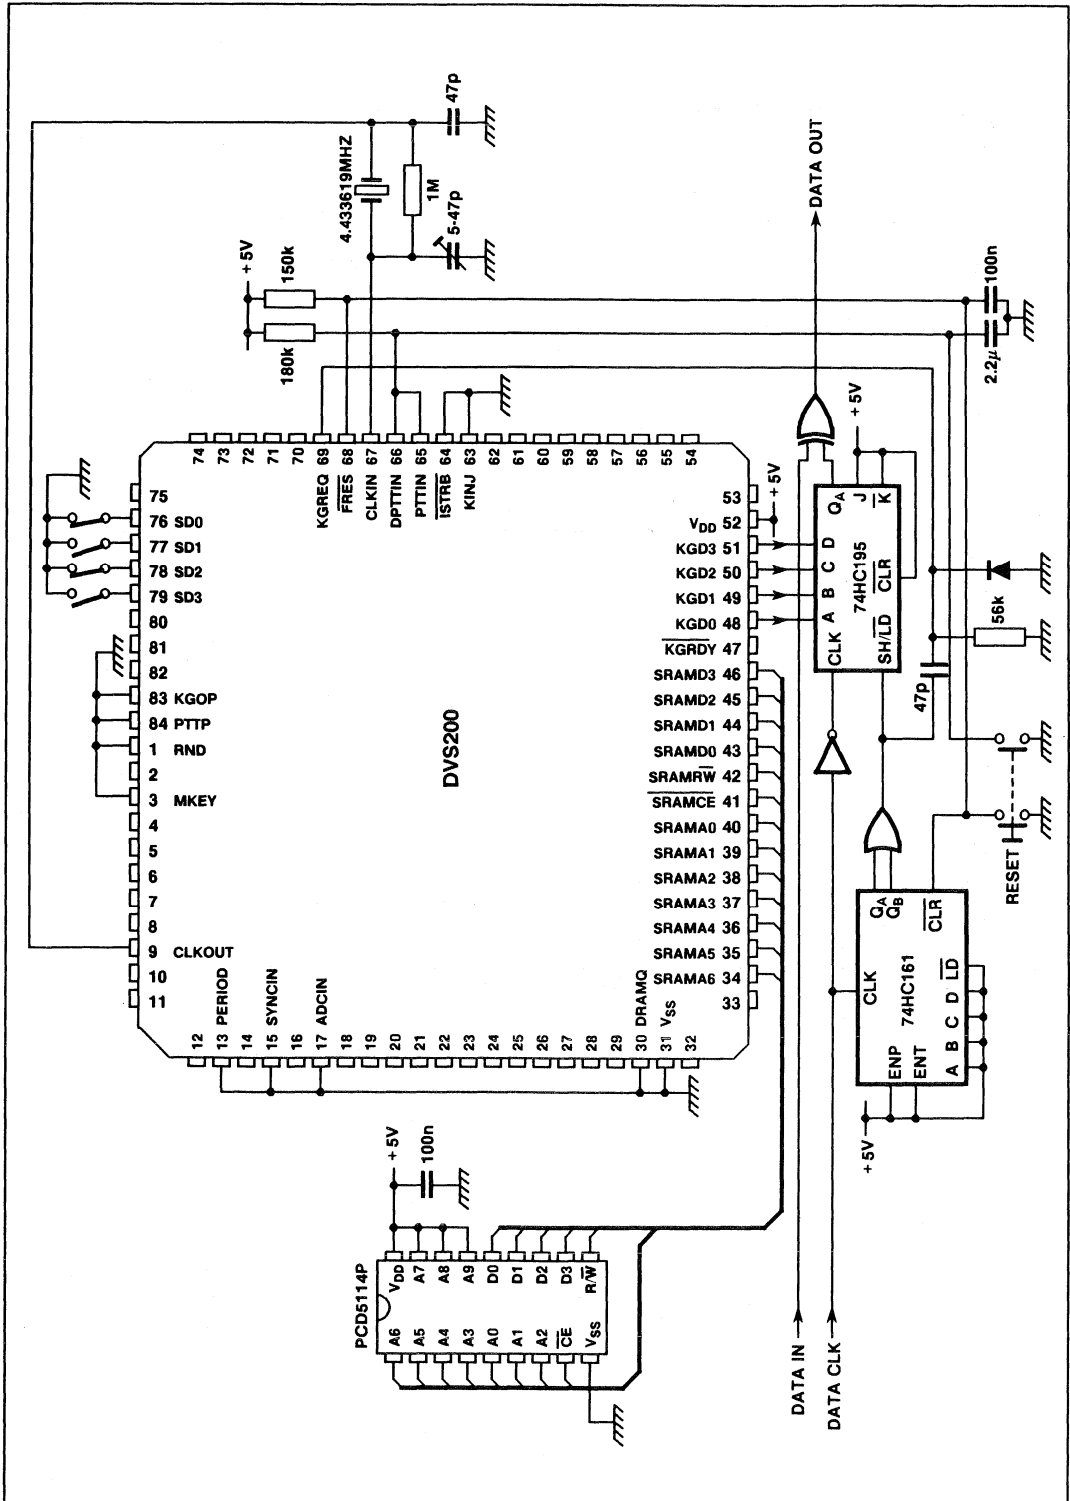 +5V
180k
150k
4.433619MHZ
1M
5-47p
47p
74
73
72
71
70
69
68
67
66
65
64
63
62
61
60
59
58
57
56
55
54
KGREQ
FRES
CLKIN
DPTTIN
PTTIN
ISTRB
KINJ
75
76 SD0
77 SD1
78 SD2
79 SD3
80
81
82
83 KGOP
84 PTTP
1 RND
2
3 MKEY
4
5
6
7
8
9 CLKOUT
10
11
DVS200
53
VDD 52
KGD3 51
KGD2 50
KGD1 49
KGD0 48
KGRDY 47
SRAMD3 46
SRAMD2 45
SRAMD1 44
SRAMD0 43
SRAMRW 42
SRAMCE 41
SRAMA0 40
SRAMA1 39
SRAMA2 38
SRAMA3 37
SRAMA4 36
SRAMA5 35
SRAMA6 34
33
12
13 PERIOD
14
15 SYNCIN
16
17 ADCIN
18
19
20
21
22
23
24
25
26
27
28
29
30 DRAMQ
31 VSS
32
+5V
DATA OUT
+5V
QA
J
K
A
B
C
D
74HC195
CLK
SH/LD
CLR
47p
56k
2.2µ
100n
RESET
QA
QB
CLR
CLK
74HC161
ENP
ENT
A
B
C
D
LD
+5V
DATA IN
DATA CLK
PCD5114P
A6
A5
A4
A3
A0
A1
A2
CE
VSS
VDD
A7
A8
A9
D0
D1
D2
D3
R/W
+5V
100n